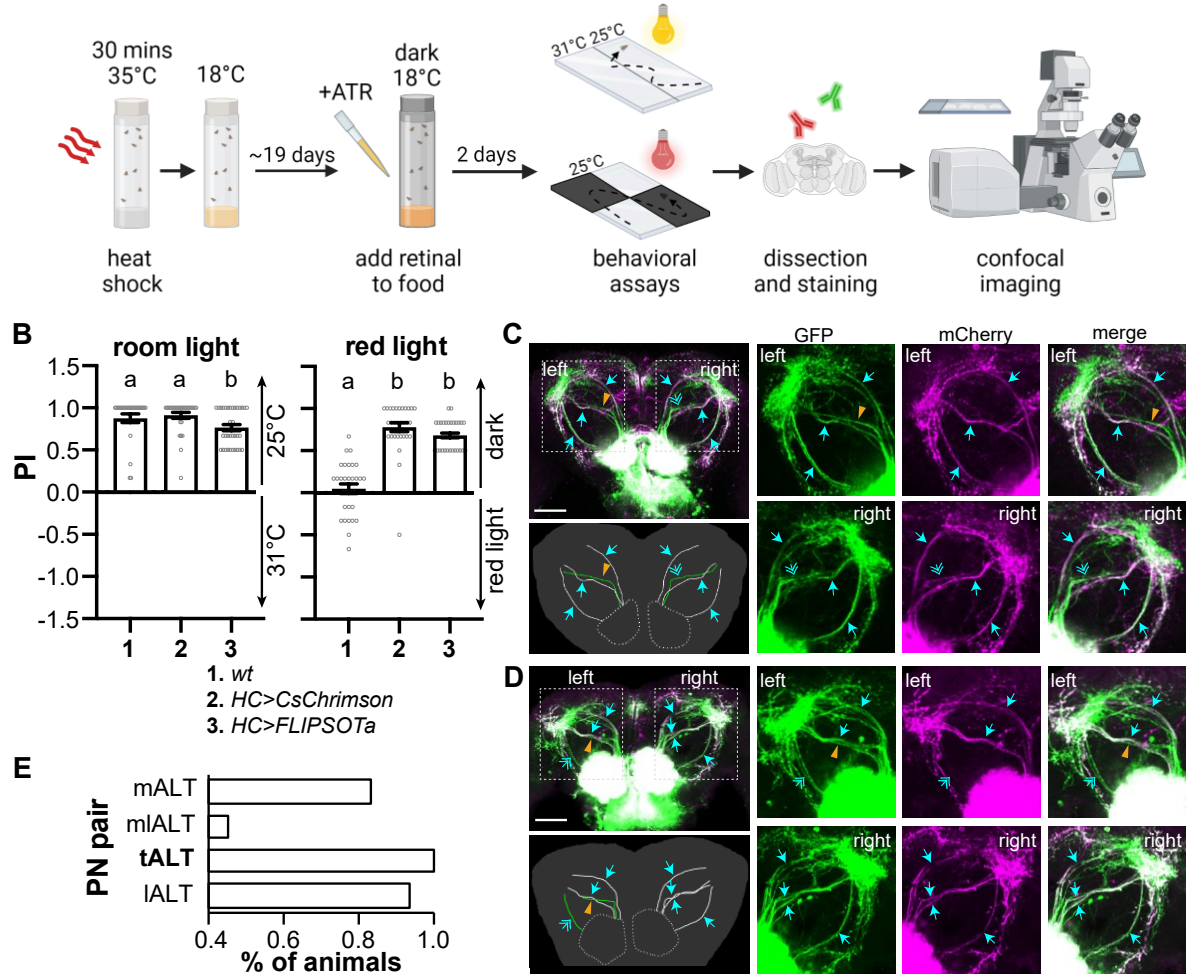 30 mins
35°C
18°C
+ATR
dark
18°C
31°C 25°C
25°C
~19 days
2 days
heat
shock
add retinal
to food
behavioral
assays
dissection
and staining
confocal
imaging
B
room light
red light
PI
1.5
1.0
0.5
0.0
-0.5
-1.0
-1.5
a a b
a b b
25°C
31°C
dark
red light
1 2 3
1 2 3
1. wt
2. HC>CsChrimson
3. HC>FLIPSOTa
C
GFP
mCherry
merge
left
right
left
left
left
right
right
right
D
left
right
left
left
left
right
right
right
E
PN pair
mALT
mlALT
tALT
lALT
0.4 0.6 0.8 1.0
% of animals